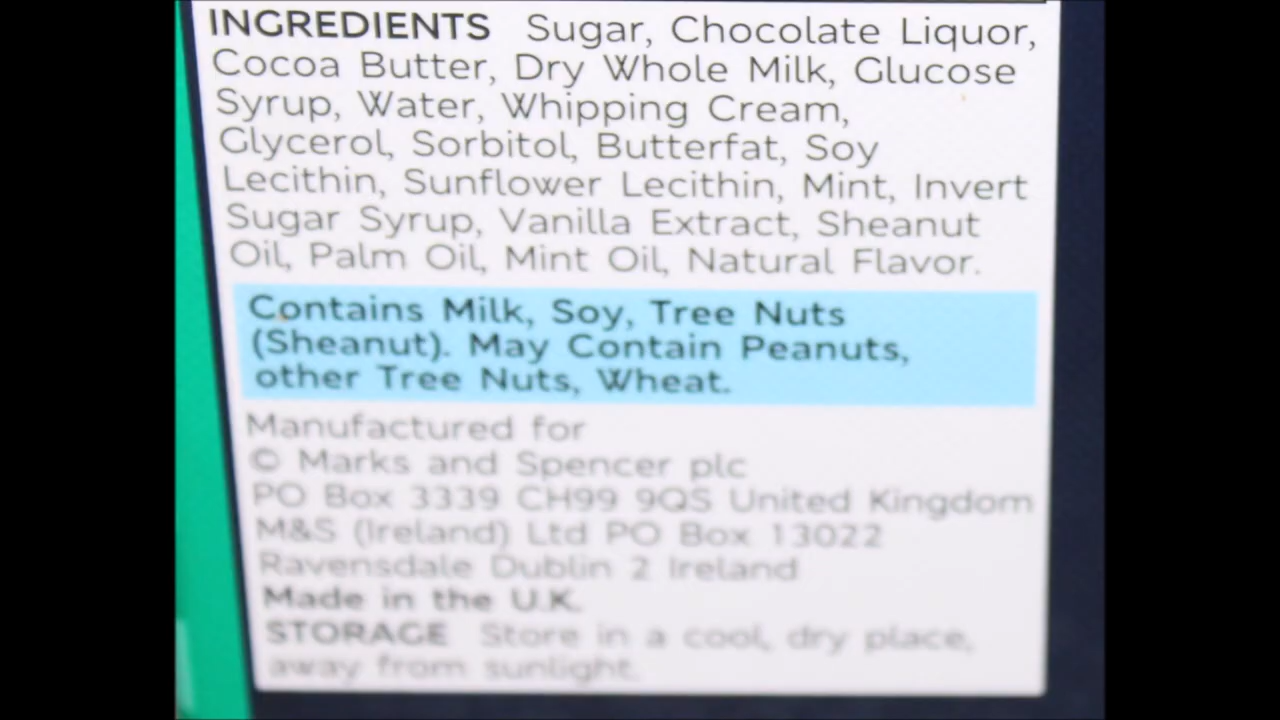 INGREDIENTS Sugar, Chocolate Liquor,
Cocoa Butter, Dry Whole Milk, Glucose
Syrup, Water, Whipping Cream,
Glycerol, Sorbitol, Butterfat, Soy
Lecithin, Sunflower Lecithin, Mint, Invert
Sugar Syrup, Vanilla Extract, Sheanut
Oil, Palm Oil, Mint Oil, Natural Flavor.
Contains Milk, Soy, Tree Nuts
(Sheanut). May Contain Peanuts,
other Tree Nuts, Wheat.
Manufactured for
© Marks and Spencer plc
PO Box 3339 CH99 9QS United Kingdom
M&S (Ireland) Ltd PO Box 13022
Ravensdale Dublin 2 Ireland
Made in the U.K.
STORAGE Store in a cool, dry place,
away from sunlight.